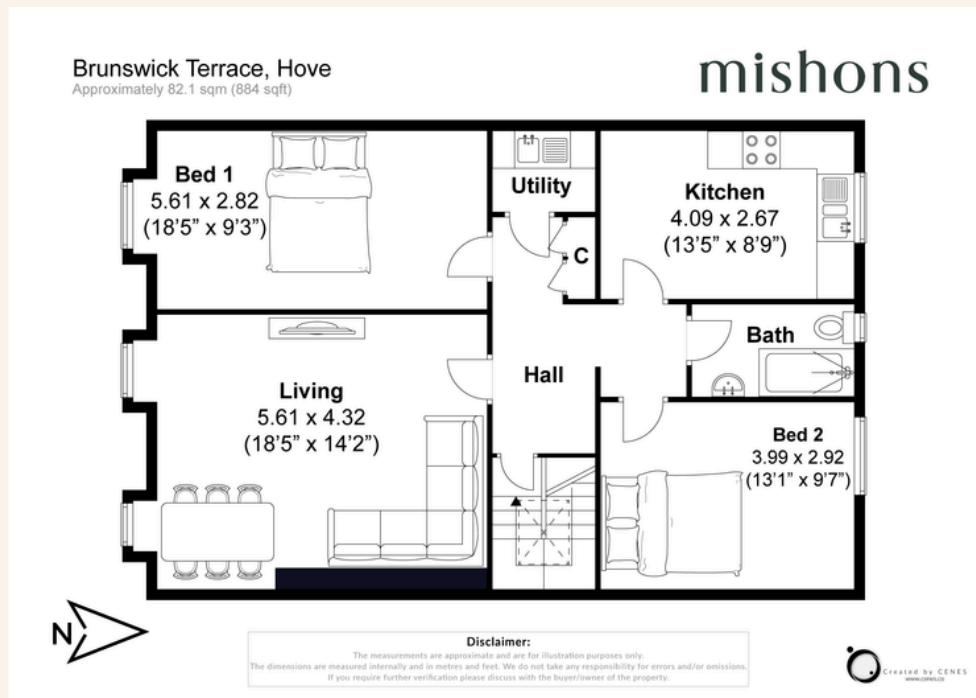 Brunswick Terrace, Hove
Approximately 82.1 sqm (884 sqft)
mishons
Bed 1
5.61 x 2.82
(18'5" x 9'3")
Utility
C
Kitchen
4.09 x 2.67
(13'5" x 8'9")
Living
5.61 x 4.32
(18'5" x 14'2")
Hall
Bath
Bed 2
3.99 x 2.92
(13'1" x 9'7")
N
Disclaimer:
The measurements are approximate and are for illustration purposes only.
The dimensions are measured internally and in metres and feet. We do not take any responsibility for errors and/or omissions.
If you require further verification please discuss with the buyer/owner of the property.
Created by CENES
www.cenes.co